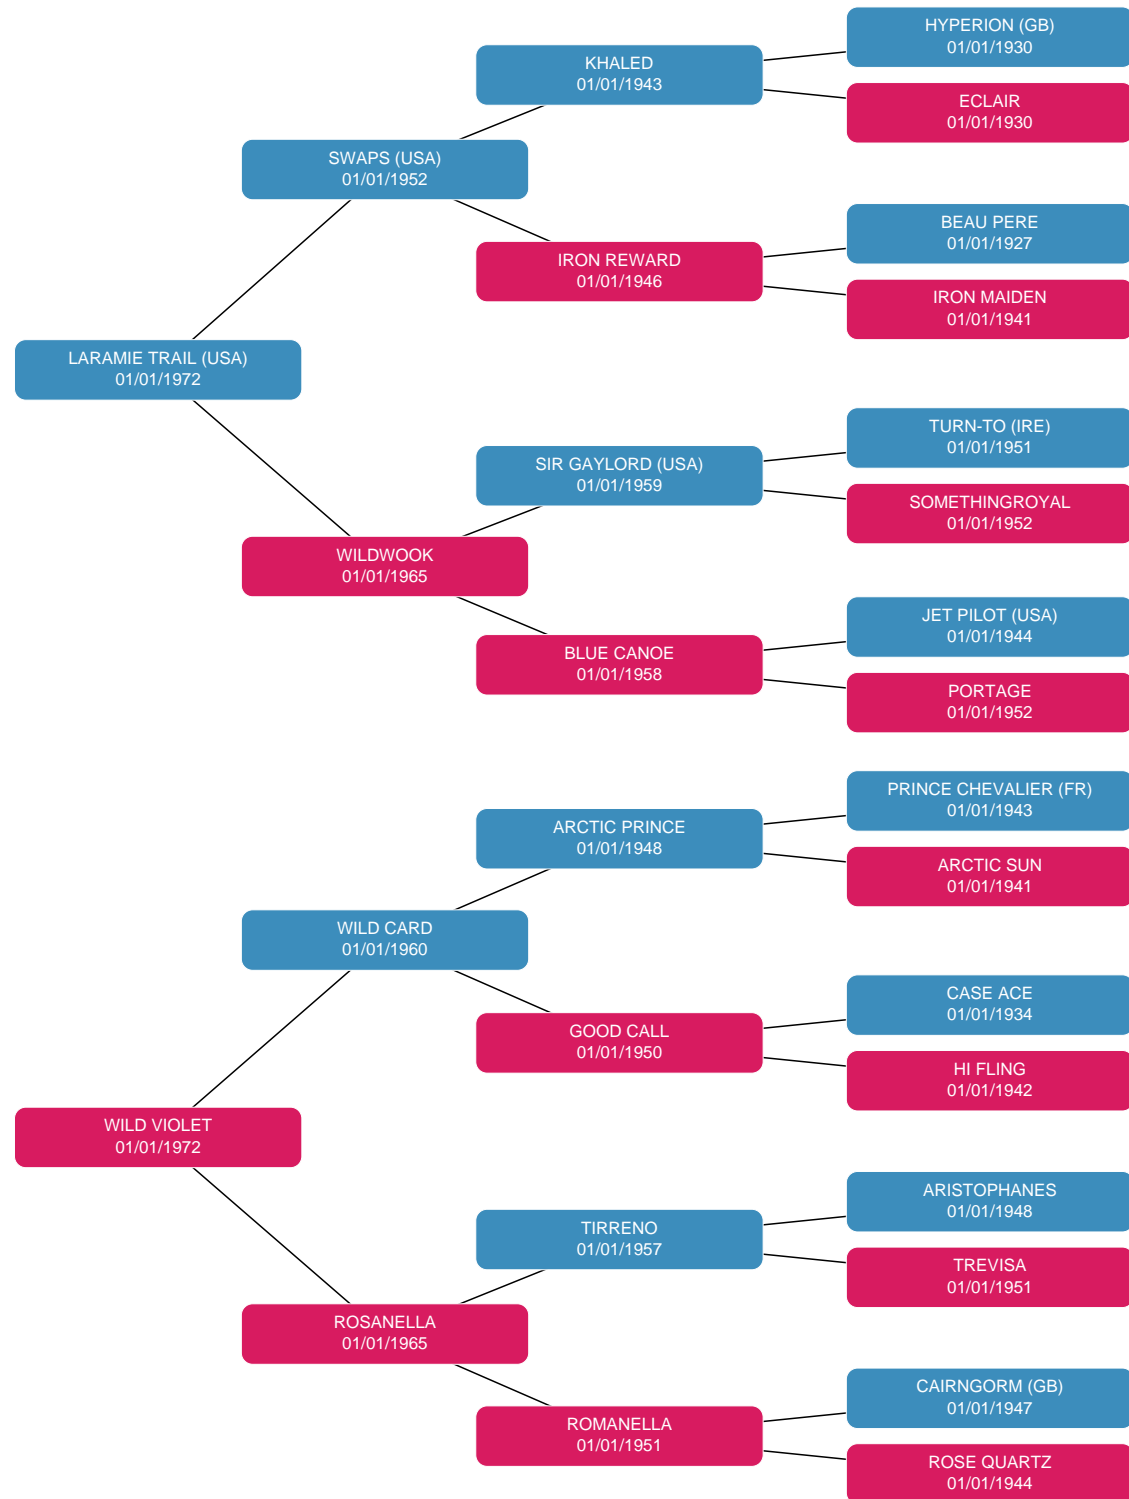 HYPERION (GB)
01/01/1930
KHALED
01/01/1943
ECLAIR
01/01/1930
SWAPS (USA)
01/01/1952
BEAU PERE
01/01/1927
IRON REWARD
01/01/1946
IRON MAIDEN
01/01/1941
LARAMIE TRAIL (USA)
01/01/1972
TURN-TO (IRE)
01/01/1951
SIR GAYLORD (USA)
01/01/1959
SOMETHINGROYAL
01/01/1952
WILDWOOK
01/01/1965
JET PILOT (USA)
01/01/1944
BLUE CANOE
01/01/1958
PORTAGE
01/01/1952
PRINCE CHEVALIER (FR)
01/01/1943
ARCTIC PRINCE
01/01/1948
ARCTIC SUN
01/01/1941
WILD CARD
01/01/1960
CASE ACE
01/01/1934
GOOD CALL
01/01/1950
HI FLING
01/01/1942
WILD VIOLET
01/01/1972
ARISTOPHANES
01/01/1948
TIRRENO
01/01/1957
TREVISA
01/01/1951
ROSANELLA
01/01/1965
CAIRNGORM (GB)
01/01/1947
ROMANELLA
01/01/1951
ROSE QUARTZ
01/01/1944